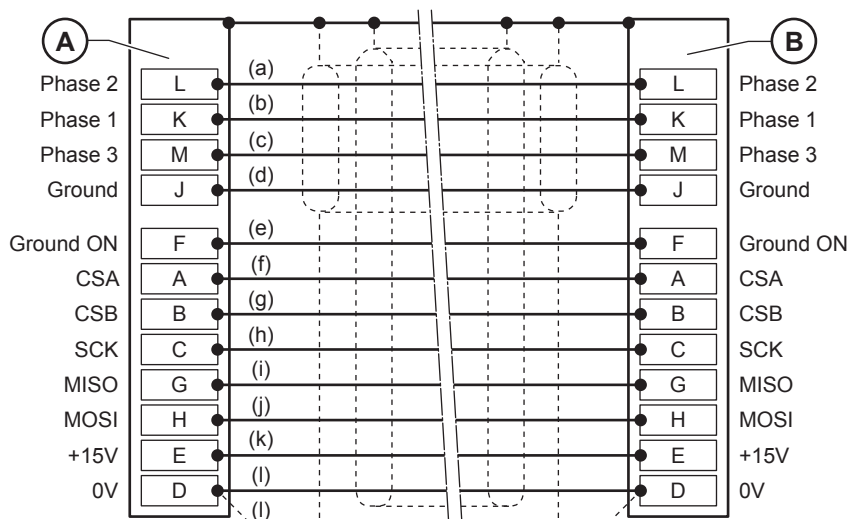 A B
Phase 2 L (a) L Phase 2
Phase 1 K (b) K Phase 1
Phase 3 M (c) M Phase 3
Ground J (d) J Ground
Ground ON F (e) F Ground ON
CSA A (f) A CSA
CSB B (g) B CSB
SCK C (h) C SCK
MISO G (i) G MISO
MOSI H (j) H MOSI
+15V E (k) E +15V
0V D (l) D 0V
(l)